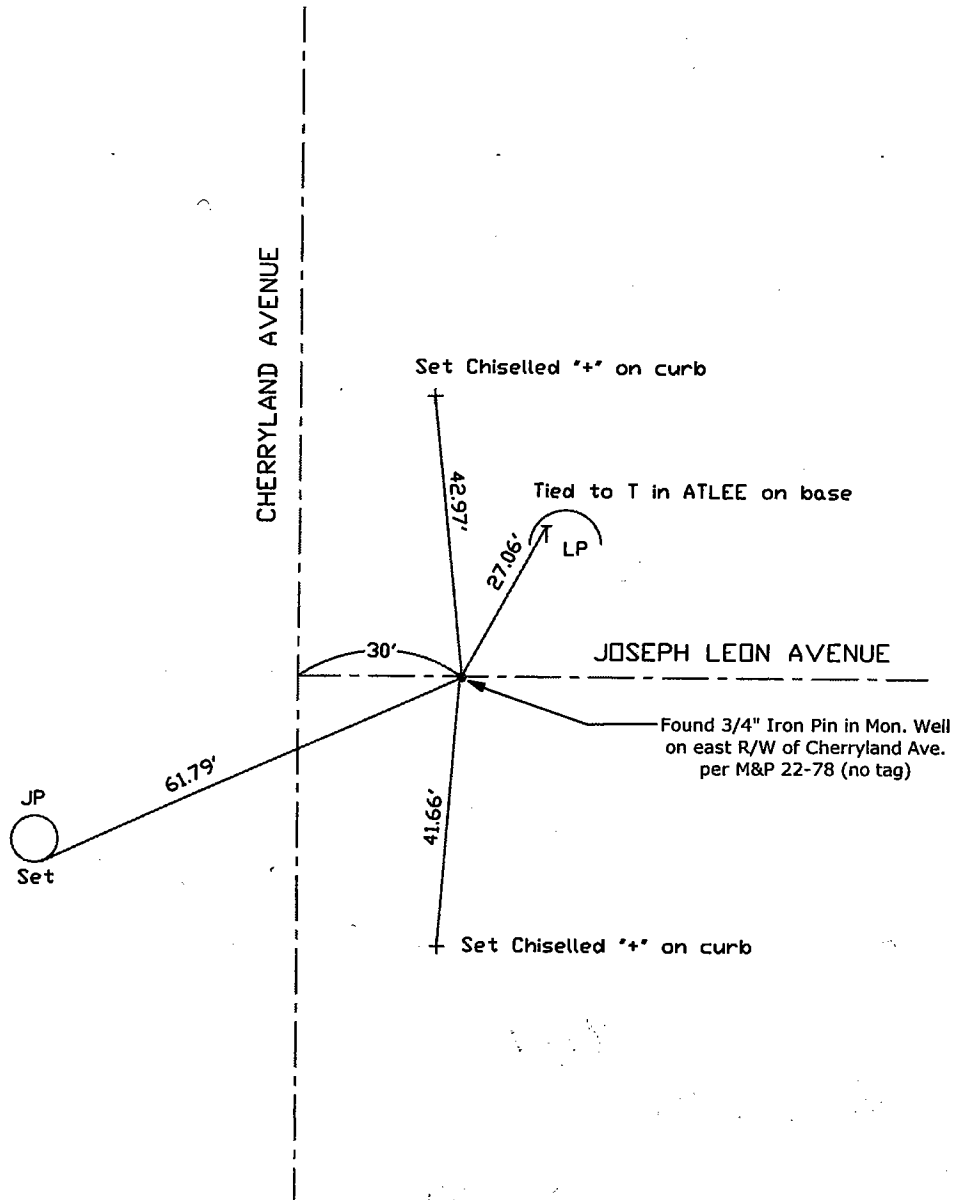 CHERRYLAND AVENUE
Set Chiselled "+" on curb
42.97'
Tied to T in ATLEE on base
T
LP
27.06'
30'
JOSEPH LEON AVENUE
Found 3/4" Iron Pin in Mon. Well
on east R/W of Cherryland Ave.
per M&P 22-78 (no tag)
61.79'
JP
Set
41.66'
Set Chiselled "+" on curb